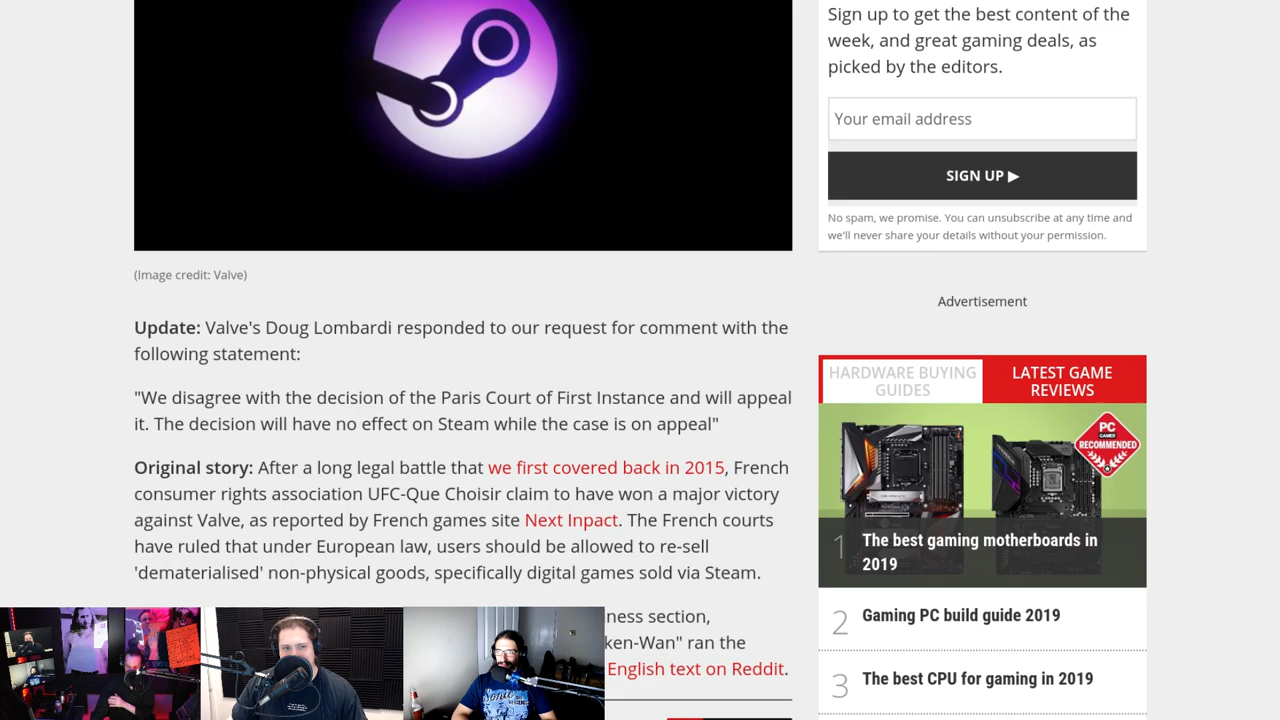 Sign up to get the best content of the
week, and great gaming deals, as
picked by the editors.
Your email address
SIGN UP ▶
No spam, we promise. You can unsubscribe at any time and
we'll never share your details without your permission.
(Image credit: Valve)
Advertisement
Update: Valve's Doug Lombardi responded to our request for comment with the
following statement:
"We disagree with the decision of the Paris Court of First Instance and will appeal
it. The decision will have no effect on Steam while the case is on appeal"
Original story: After a long legal battle that we first covered back in 2015, French
consumer rights association UFC-Que Choisir claim to have won a major victory
against Valve, as reported by French games site Next Inpact. The French courts
have ruled that under European law, users should be allowed to re-sell
'dematerialised' non-physical goods, specifically digital games sold via Steam.
ness section,
ken-Wan" ran the
English text on Reddit.
HARDWARE BUYING
GUIDES
LATEST GAME
REVIEWS
PC
GAMER
RECOMMENDED
1 The best gaming motherboards in
2019
2 Gaming PC build guide 2019
3 The best CPU for gaming in 2019